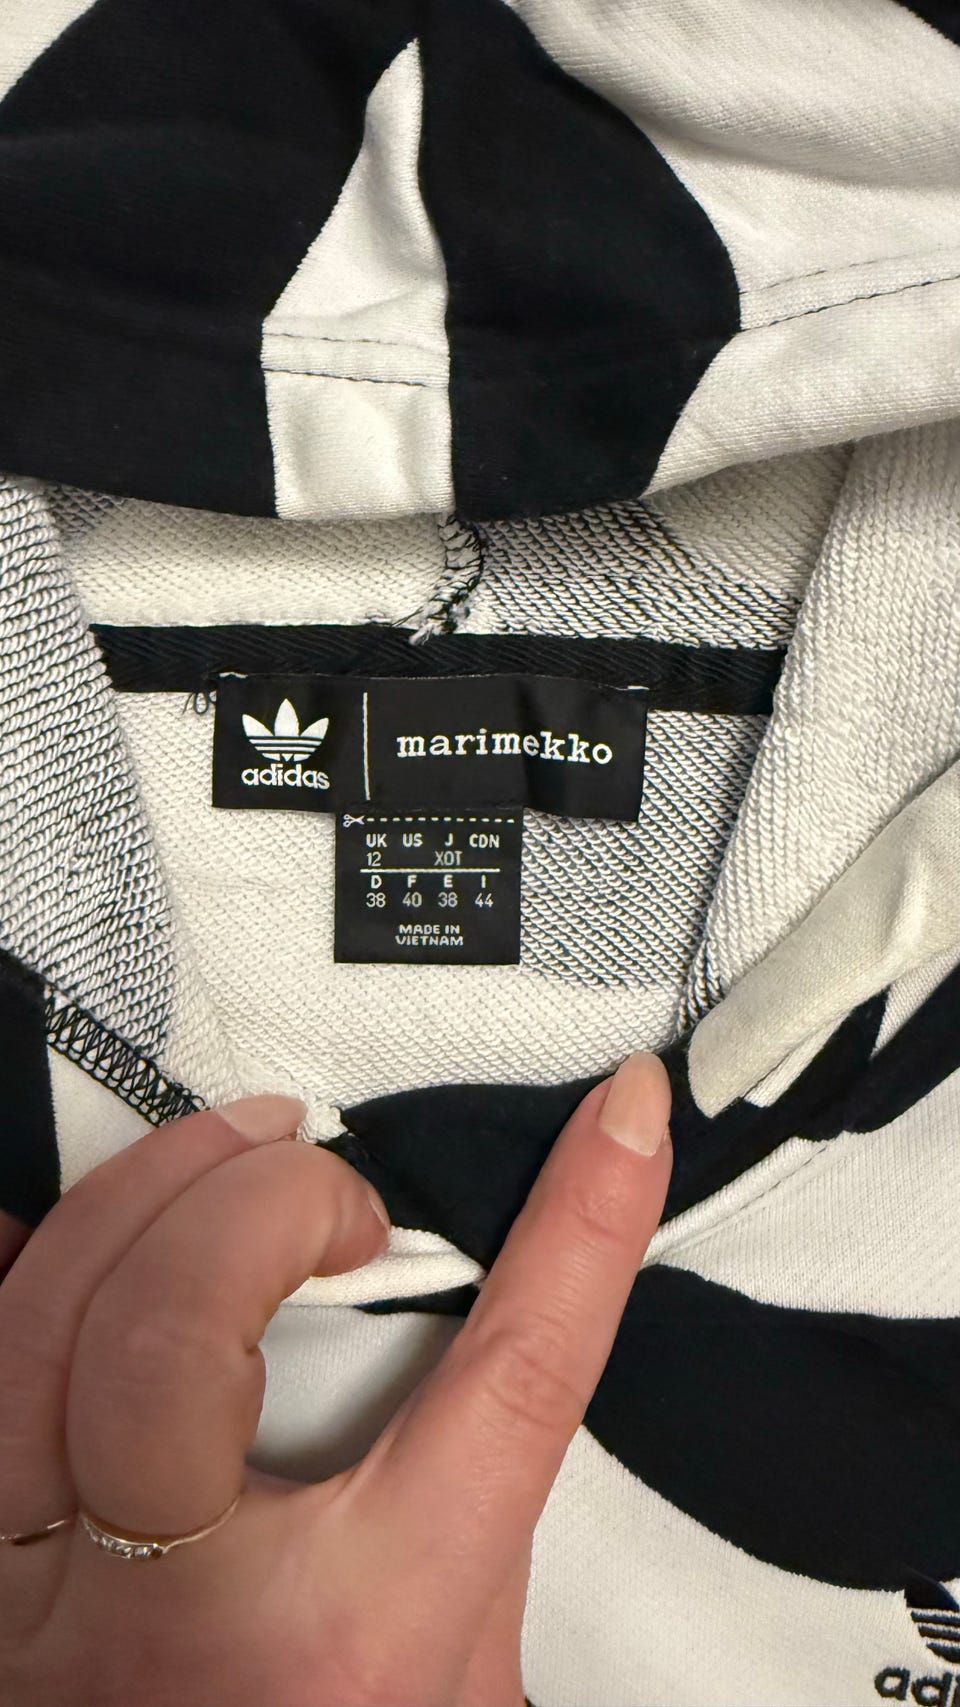 adidas
marimekko
UK US J CDN
12 XOT
D F E I
38 40 38 44
MADE IN
VIETNAM